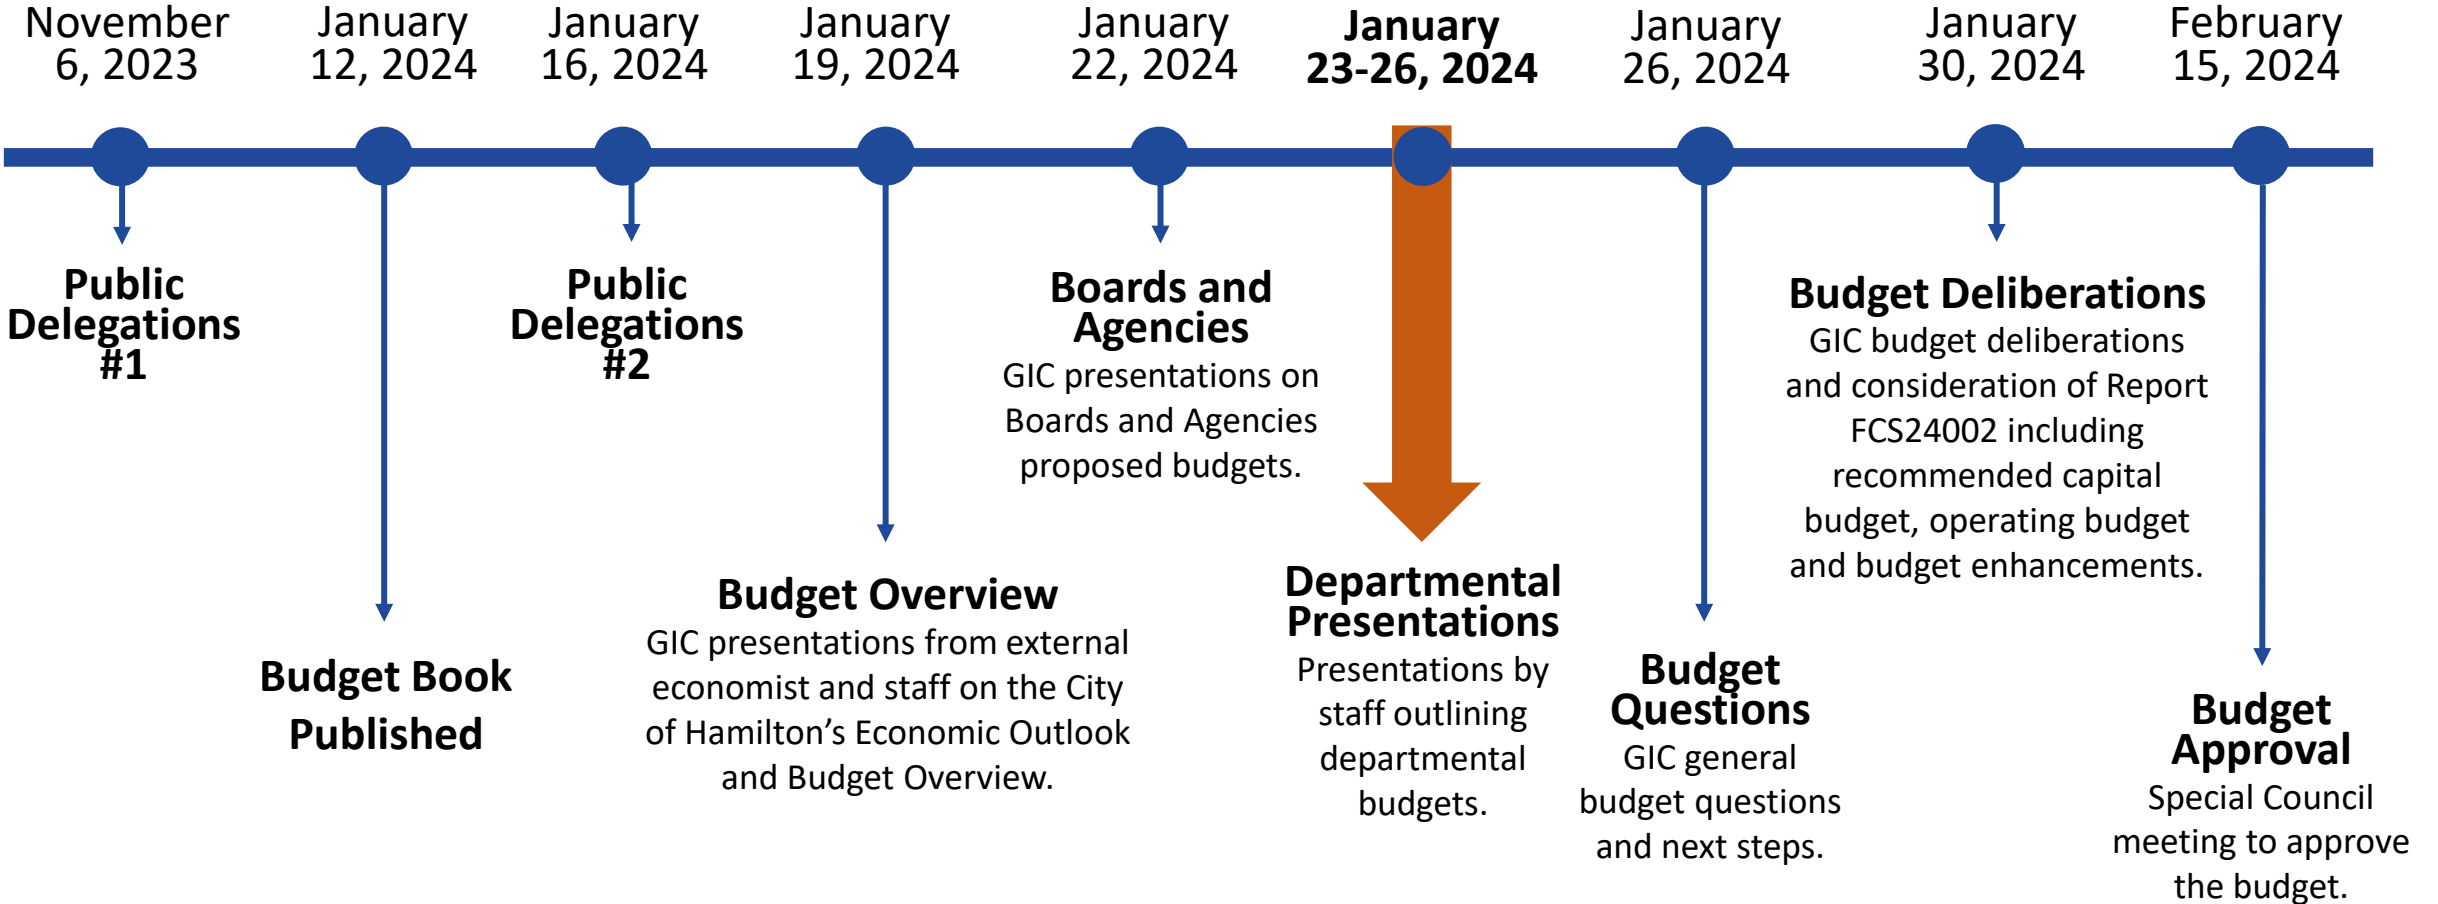 November
6, 2023
January
12, 2024
January
16, 2024
January
19, 2024
January
22, 2024
January
23-26, 2024
January
26, 2024
January
30, 2024
February
15, 2024
Public
Delegations
#1
Budget Book
Published
Public
Delegations
#2
Budget Overview
GIC presentations from external
economist and staff on the City
of Hamilton’s Economic Outlook
and Budget Overview.
Boards and
Agencies
GIC presentations on
Boards and Agencies
proposed budgets.
Departmental
Presentations
Presentations by
staff outlining
departmental
budgets.
Budget
Questions
GIC general
budget questions
and next steps.
Budget Deliberations
GIC budget deliberations
and consideration of Report
FCS24002 including
recommended capital
budget, operating budget
and budget enhancements.
Budget
Approval
Special Council
meeting to approve
the budget.